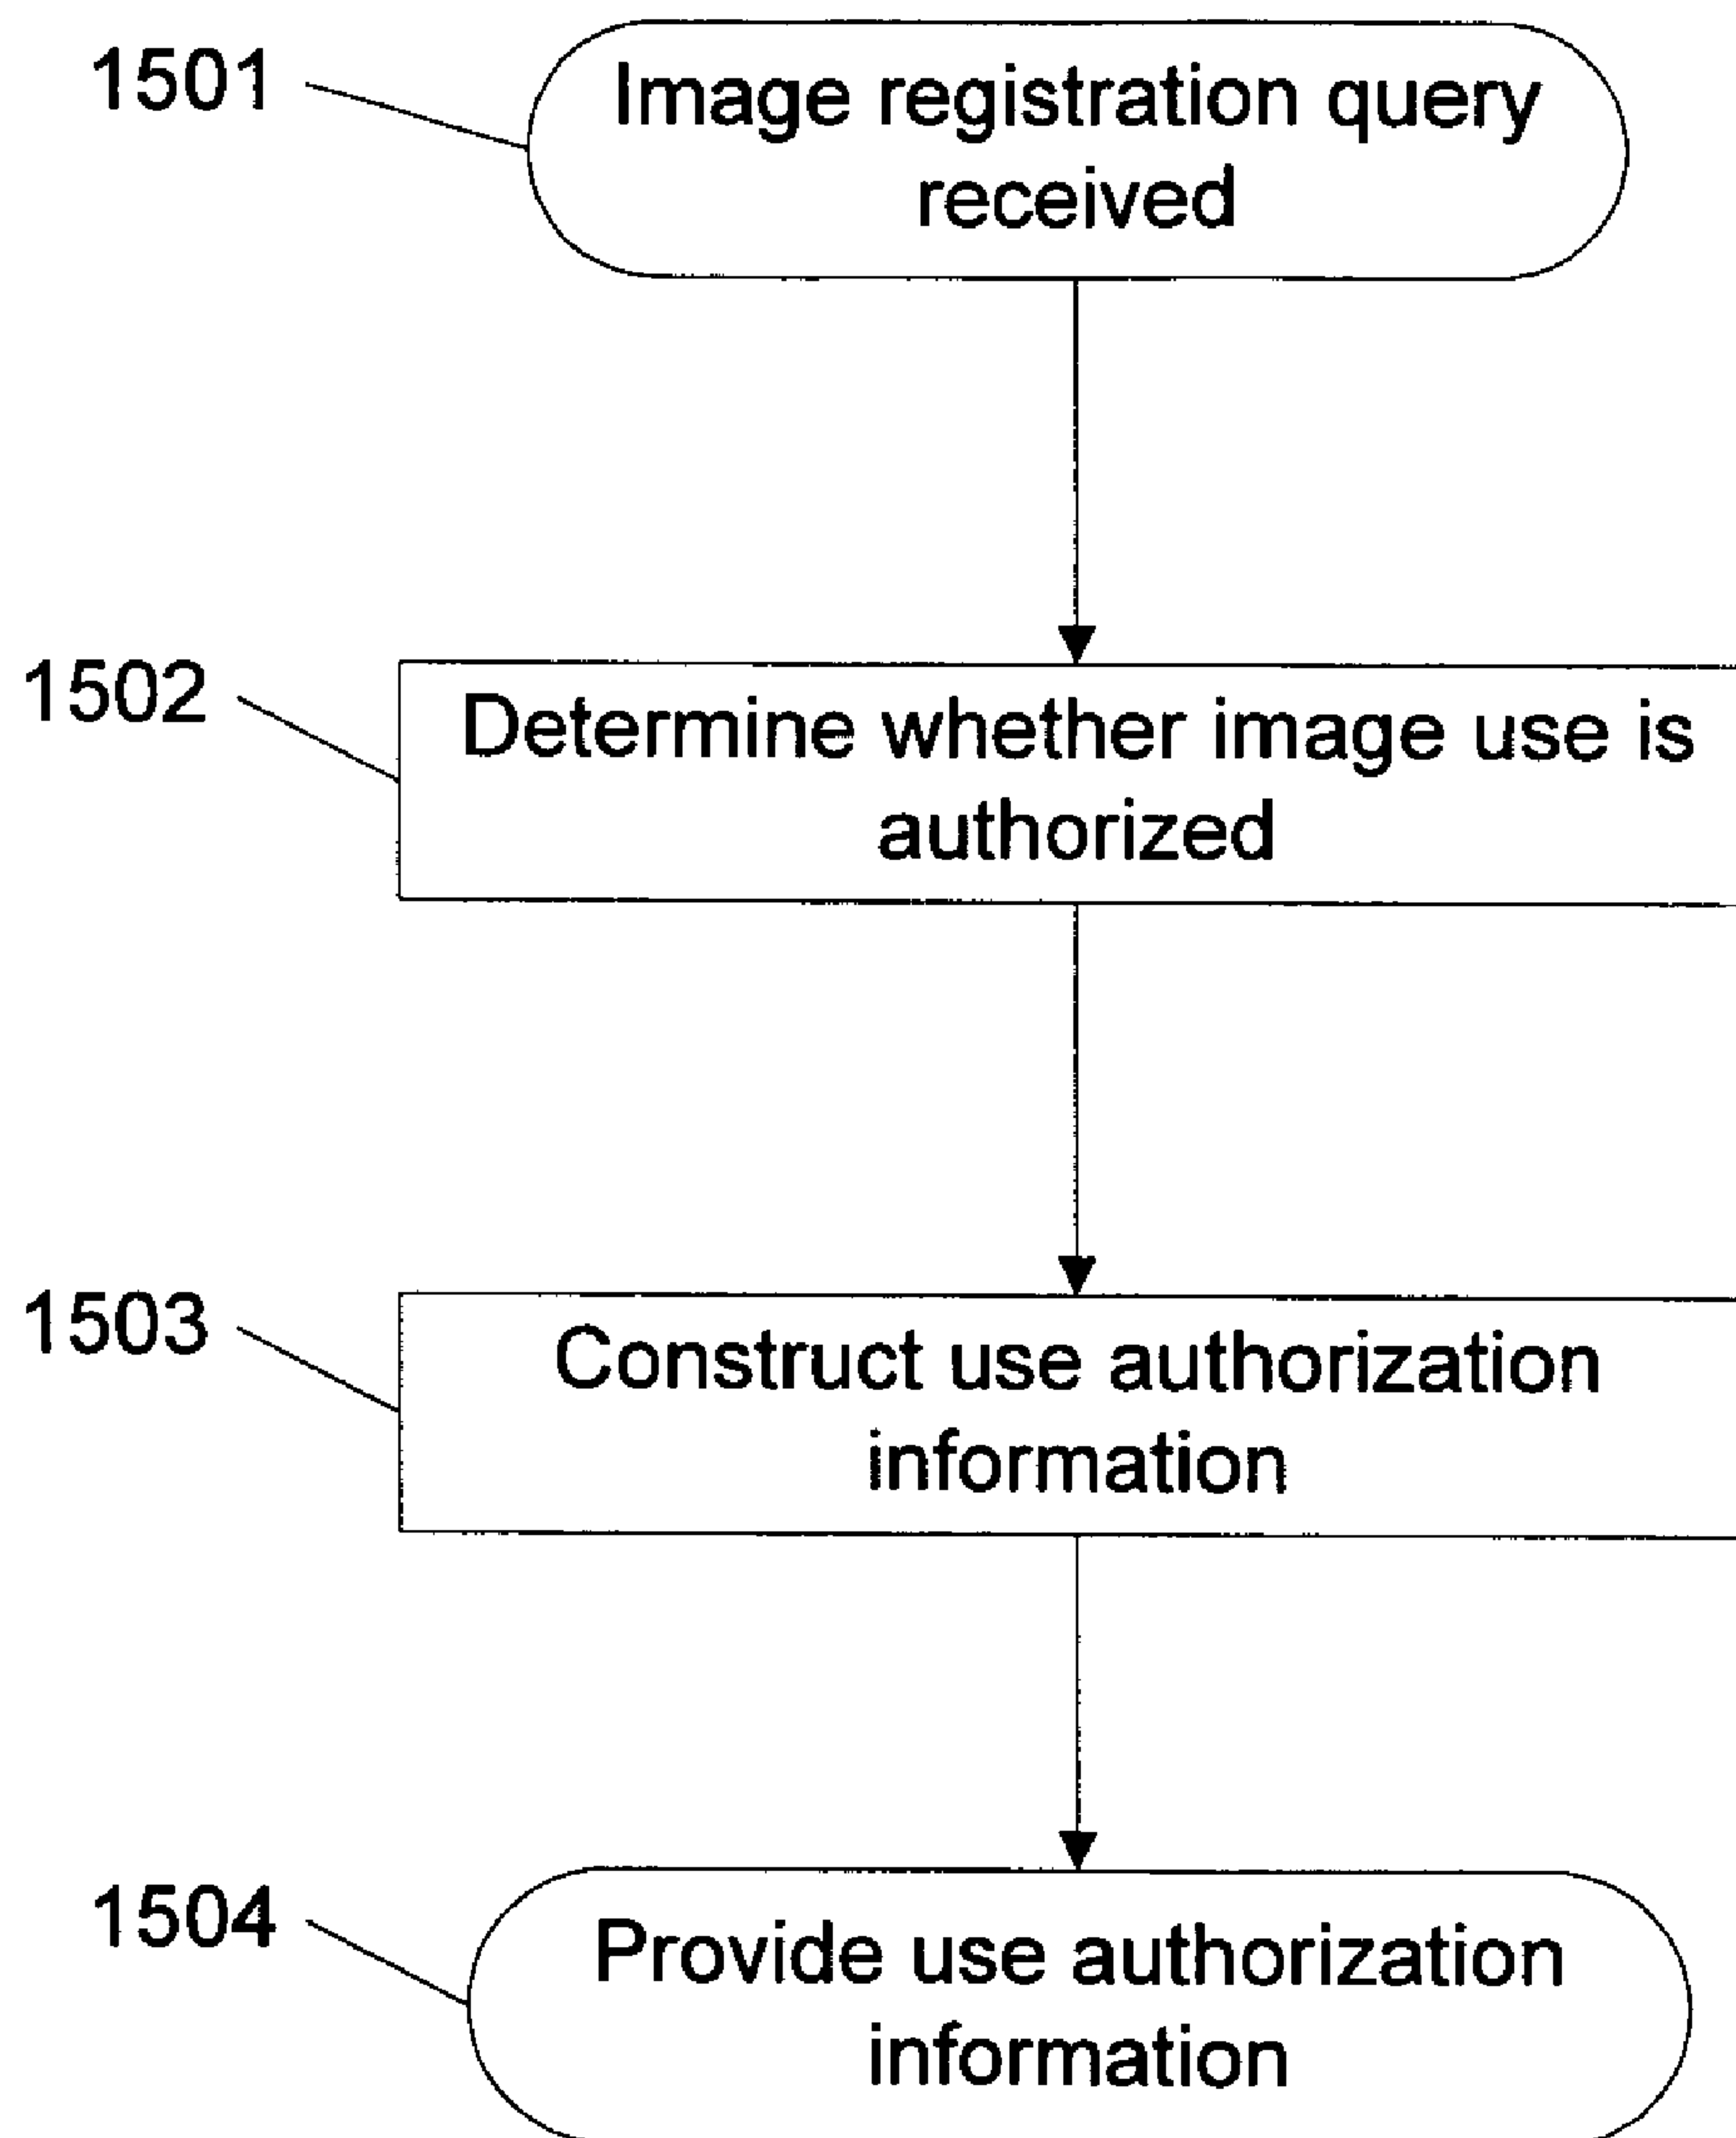 1501
Image registration query
received
1502
Determine whether image use is
authorized
1503
Construct use authorization
information
1504
Provide use authorization
information